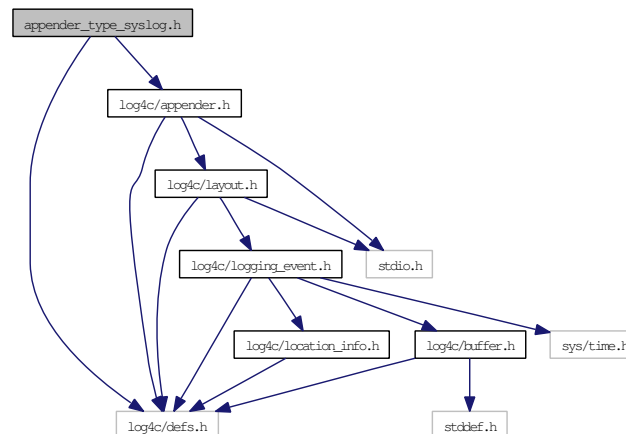 appender_type_syslog.h
log4c/appender.h
log4c/layout.h
log4c/logging_event.h
stdio.h
log4c/location_info.h
log4c/buffer.h
sys/time.h
log4c/defs.h
stddef.h